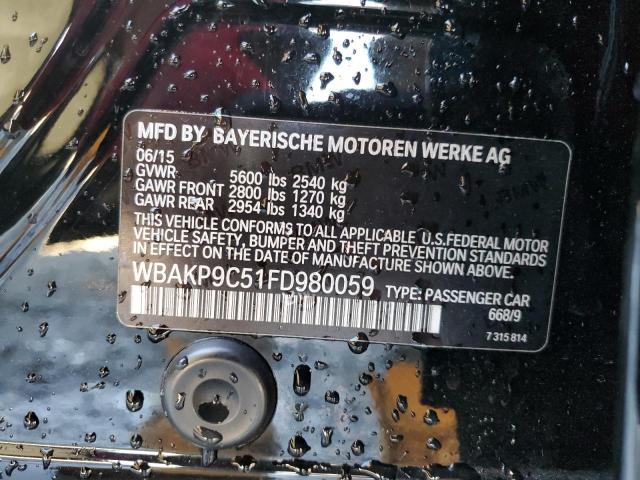 MFD BY BAYERISCHE MOTOREN WERKE AG
06/15
GVWR 5600 lbs 2540 kg
GAWR FRONT 2800 lbs 1270 kg
GAWR REAR 2954 lbs 1340 kg
THIS VEHICLE CONFORMS TO ALL APPLICABLE U.S.FEDERAL MOTOR
VEHICLE SAFETY, BUMPER AND THEFT PREVENTION STANDARDS
IN EFFECT ON THE DATE OF MANUFACTURE SHOWN ABOVE.
WBAKP9C51FD980059 TYPE: PASSENGER CAR
668/9
7 315 814